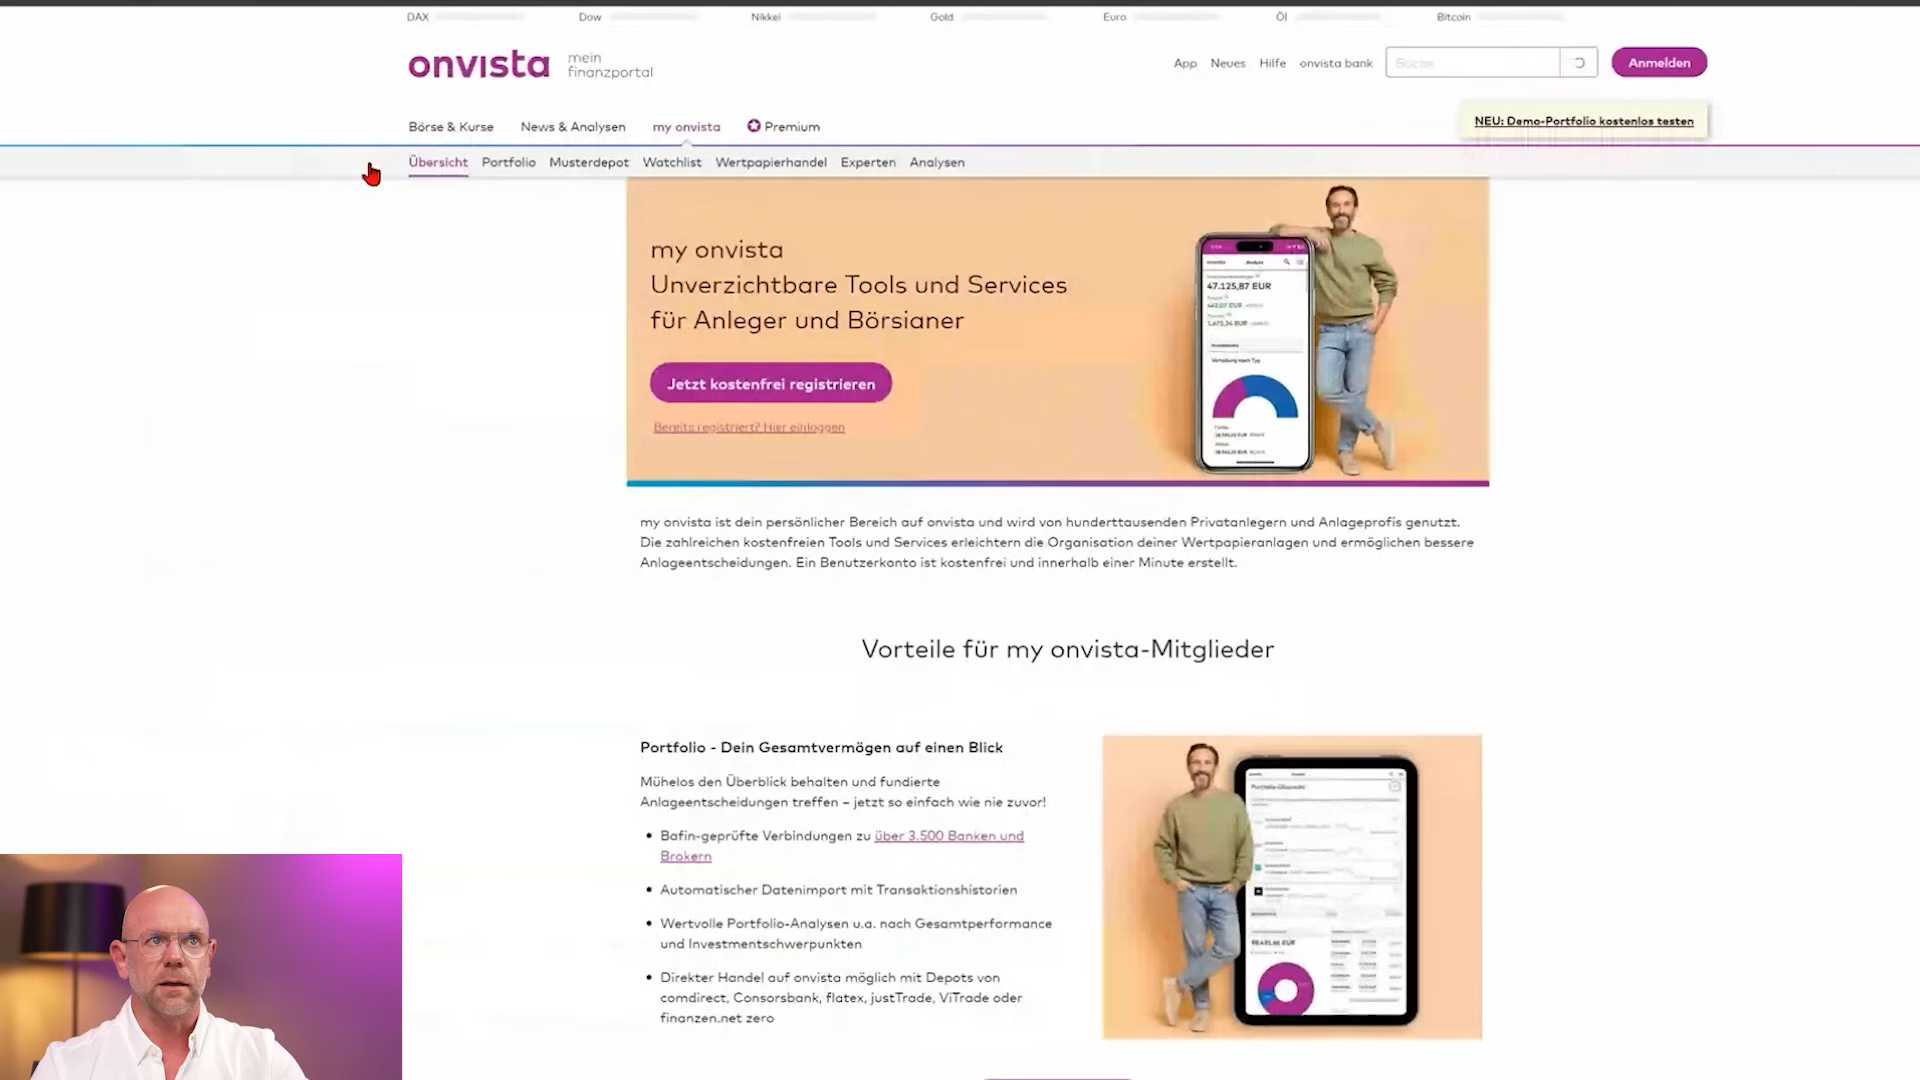 DAX
Dow
Nikkei
Gold
Euro
Öl
Bitcoin
onvista
mein
finanzportal
App
Neues
Hilfe
onvista bank
Suche
Anmelden
Börse & Kurse
News & Analysen
my onvista
Premium
NEU: Demo-Portfolio kostenlos testen
Übersicht
Portfolio
Musterdepot
Watchlist
Wertpapierhandel
Experten
Analysen
my onvista
Unverzichtbare Tools und Services
für Anleger und Börsianer
Jetzt kostenfrei registrieren
Bereits registriert? Hier einloggen
47.125,87 EUR
my onvista ist dein persönlicher Bereich auf onvista und wird von hunderttausenden Privatanlegern und Anlageprofis genutzt.
Die zahlreichen kostenfreien Tools und Services erleichtern die Organisation deiner Wertpapieranlagen und ermöglichen bessere
Anlageentscheidungen. Ein Benutzerkonto ist kostenfrei und innerhalb einer Minute erstellt.
Vorteile für my onvista-Mitglieder
Portfolio - Dein Gesamtvermögen auf einen Blick
Mühelos den Überblick behalten und fundierte
Anlageentscheidungen treffen – jetzt so einfach wie nie zuvor!
• Bafin-geprüfte Verbindungen zu über 3.500 Banken und
Brokern
• Automatischer Datenimport mit Transaktionshistorien
• Wertvolle Portfolio-Analysen u.a. nach Gesamtperformance
und Investmentschwerpunkten
• Direkter Handel auf onvista möglich mit Depots von
comdirect, Consorsbank, flatex, justTrade, ViTrade oder
finanzen.net zero